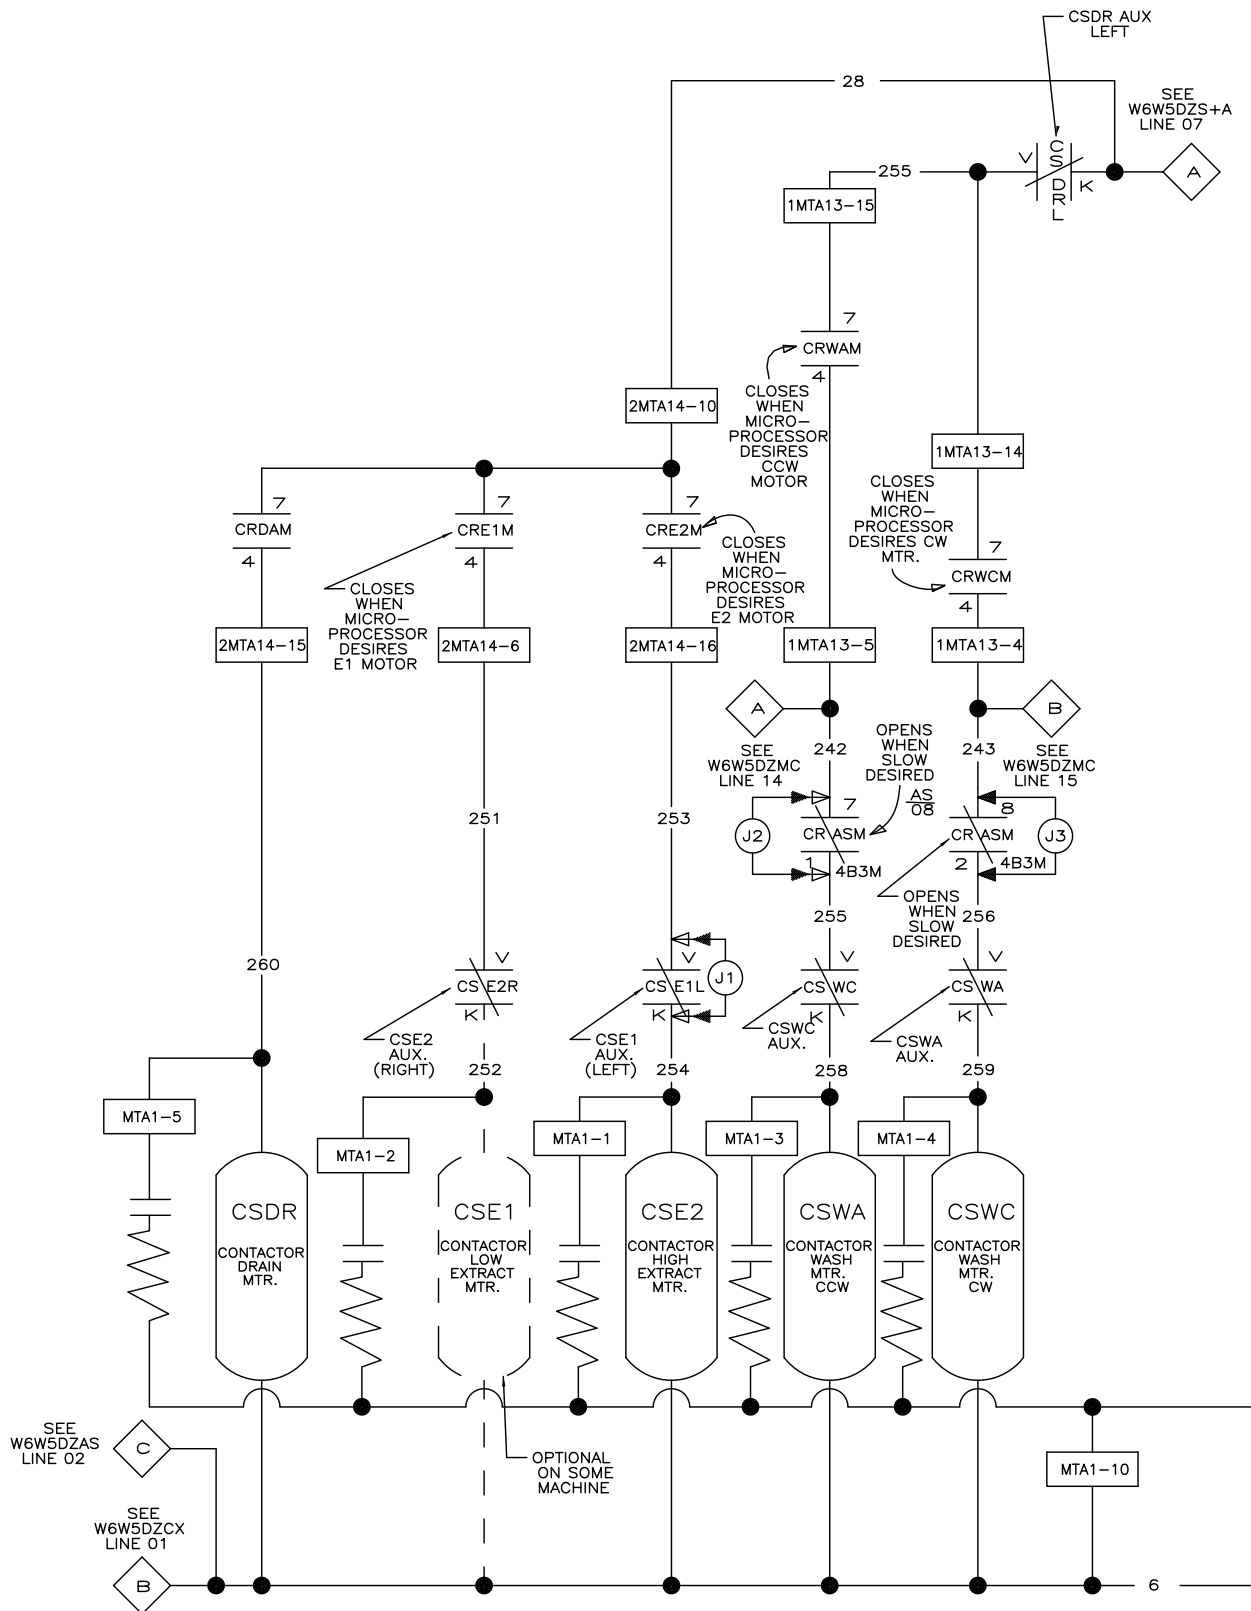 CSDR AUX
LEFT
28
SEE
W6W5DZS+A
LINE 07
V
CS
DRL
K
A
255
1MTA13-15
7
CRWAM
4
CLOSES
WHEN
MICRO-
PROCESSOR
DESIRES
CCW
MOTOR
2MTA14-10
1MTA13-14
CLOSES
WHEN
MICRO-
PROCESSOR
DESIRES CW
MTR.
7
CRDAM
4
7
CRE1M
4
7
CRE2M
4
7
CRWCM
4
CLOSES
WHEN
MICRO-
PROCESSOR
DESIRES
E2 MOTOR
CLOSES
WHEN
MICRO-
PROCESSOR
DESIRES
E1 MOTOR
2MTA14-15
2MTA14-6
2MTA14-16
1MTA13-5
1MTA13-4
A
B
SEE
W6W5DZMC
LINE 14
242
OPENS
WHEN
SLOW
DESIRED
243
SEE
W6W5DZMC
LINE 15
251
253
J2
7
CR ASM
1
4B3M
AS
08
8
CR ASM
2
4B3M
J3
255
OPENS
WHEN
SLOW
DESIRED
256
260
V
CS E2R
K
V
CS E1L
K
J1
V
CS WC
K
V
CS WA
K
CSE2
AUX.
(RIGHT)
CSE1
AUX.
(LEFT)
CSWC
AUX.
CSWA
AUX.
252
254
258
259
MTA1-5
MTA1-2
MTA1-1
MTA1-3
MTA1-4
CSDR
CONTACTOR
DRAIN
MTR.
CSE1
CONTACTOR
LOW
EXTRACT
MTR.
CSE2
CONTACTOR
HIGH
EXTRACT
MTR.
CSWA
CONTACTOR
WASH
MTR.
CCW
CSWC
CONTACTOR
WASH
MTR.
CW
SEE
W6W5DZAS
LINE 02
C
OPTIONAL
ON SOME
MACHINE
MTA1-10
SEE
W6W5DZCX
LINE 01
B
6